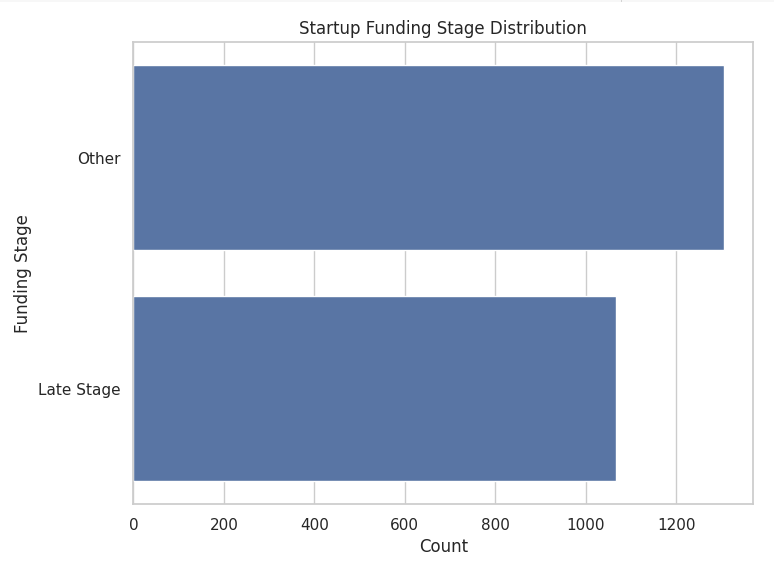 Startup Funding Stage Distribution
Funding Stage
Other
Late Stage
0 200 400 600 800 1000 1200
Count